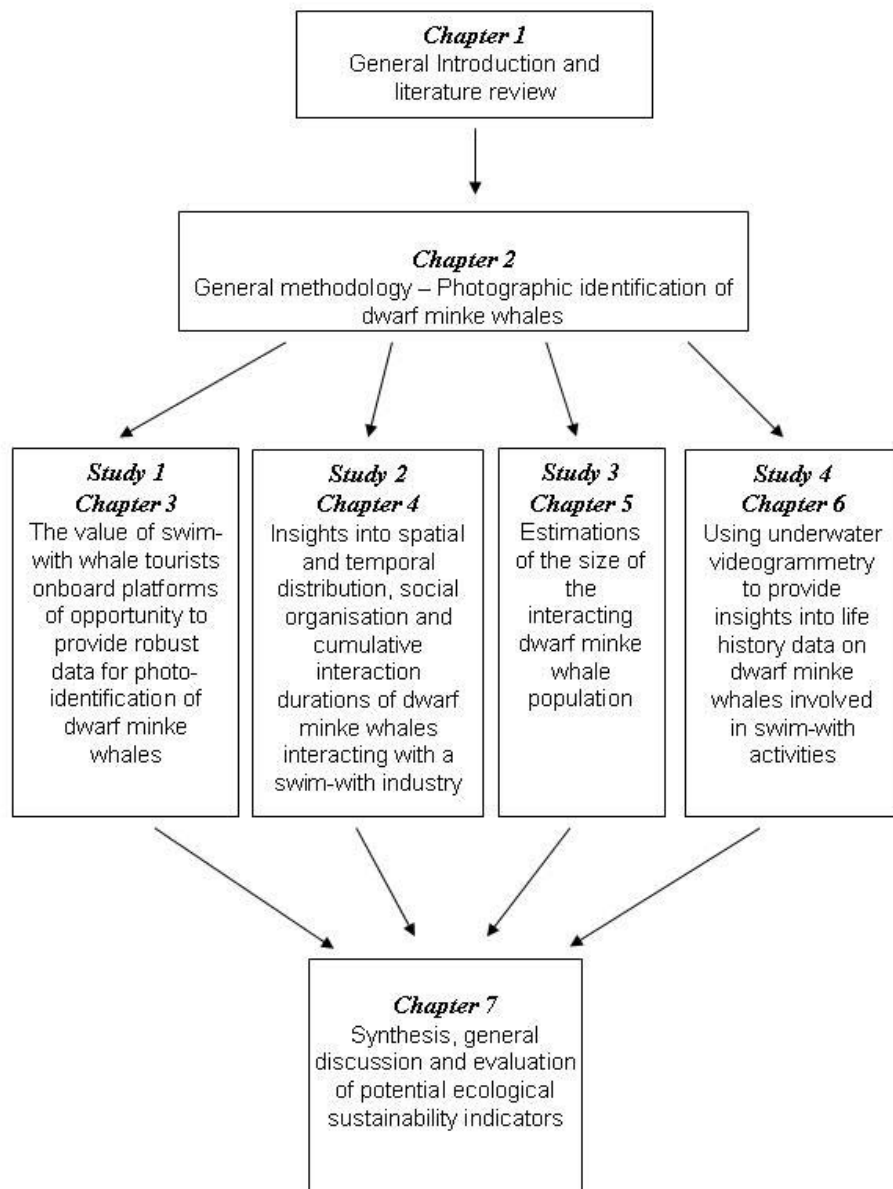 Chapter 1
General Introduction and
literature review
Chapter 2
General methodology – Photographic identification of
dwarf minke whales
Study 1
Chapter 3
The value of swim-
with whale tourists
onboard platforms
of opportunity to
provide robust
data for photo-
identification of
dwarf minke
whales
Study 2
Chapter 4
Insights into spatial
and temporal
distribution, social
organisation and
cumulative
interaction
durations of dwarf
minke whales
interacting with a
swim-with industry
Study 3
Chapter 5
Estimations
of the size of
the
interacting
dwarf minke
whale
population
Study 4
Chapter 6
Using underwater
videogrammetry
to provide
insights into life
history data on
dwarf minke
whales involved
in swim-with
activities
Chapter 7
Synthesis, general
discussion and evaluation
of potential ecological
sustainability indicators